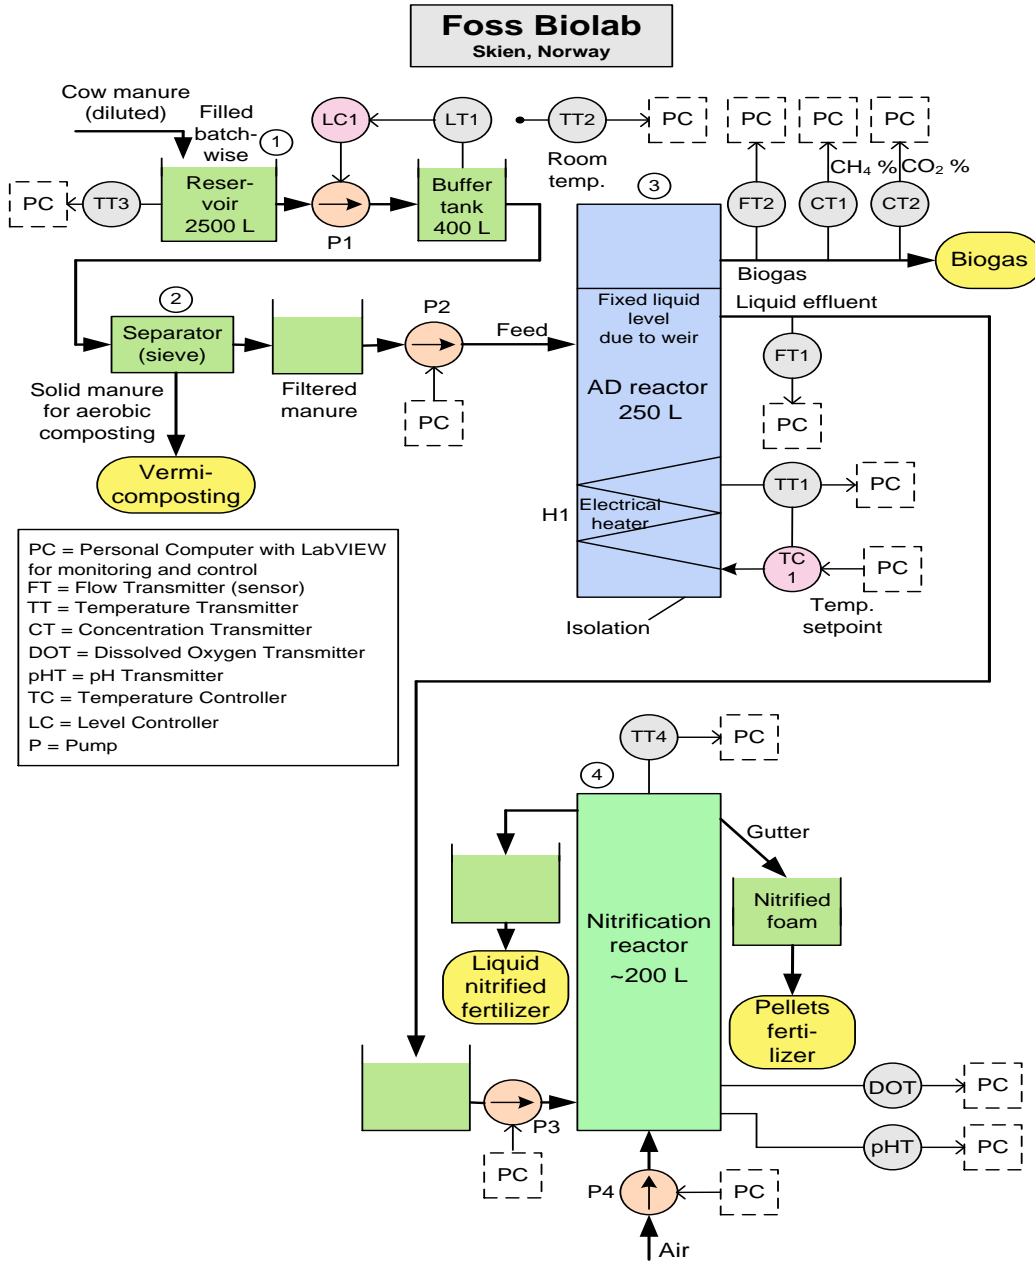 Foss Biolab
Skien, Norway
Cow manure
(diluted)
Filled
batch-
wise
1
LC1
LT1
TT2
PC
PC
PC
PC
Room
temp.
CH₄ %
CO₂ %
PC
TT3
Reser-
voir
2500 L
P1
Buffer
tank
400 L
3
FT2
CT1
CT2
Biogas
Biogas
2
Separator
(sieve)
P2
Feed
Fixed liquid
level
due to weir
Liquid effluent
FT1
Solid manure
for aerobic
composting
Filtered
manure
PC
AD reactor
250 L
PC
Vermi-
composting
H1
Electrical
heater
TT1
PC
TC
1
PC
Temp.
setpoint
Isolation
PC = Personal Computer with LabVIEW
for monitoring and control
FT = Flow Transmitter (sensor)
TT = Temperature Transmitter
CT = Concentration Transmitter
DOT = Dissolved Oxygen Transmitter
pHT = pH Transmitter
TC = Temperature Controller
LC = Level Controller
P = Pump
TT4
PC
4
Gutter
Nitrified
foam
Nitrification
reactor
~200 L
Liquid
nitrified
fertilizer
Pellets
ferti-
lizer
P3
PC
DOT
PC
pHT
PC
P4
PC
Air